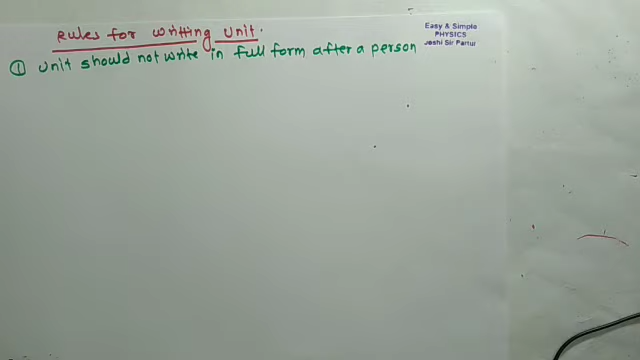 Rules for writting Unit.
① Unit should not write in full form after a person
Easy & Simple
PHYSICS
Joshi Sir Partur